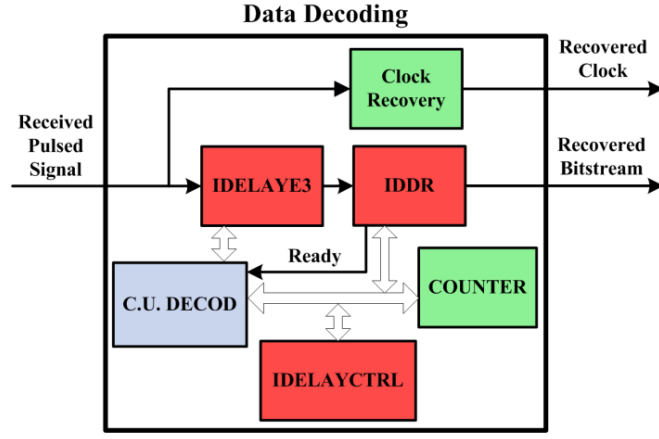 Data Decoding
Received
Pulsed
Signal
Clock
Recovery
Recovered
Clock
IDELAYE3
IDDR
Recovered
Bitstream
Ready
C.U. DECOD
COUNTER
IDELAYCTRL